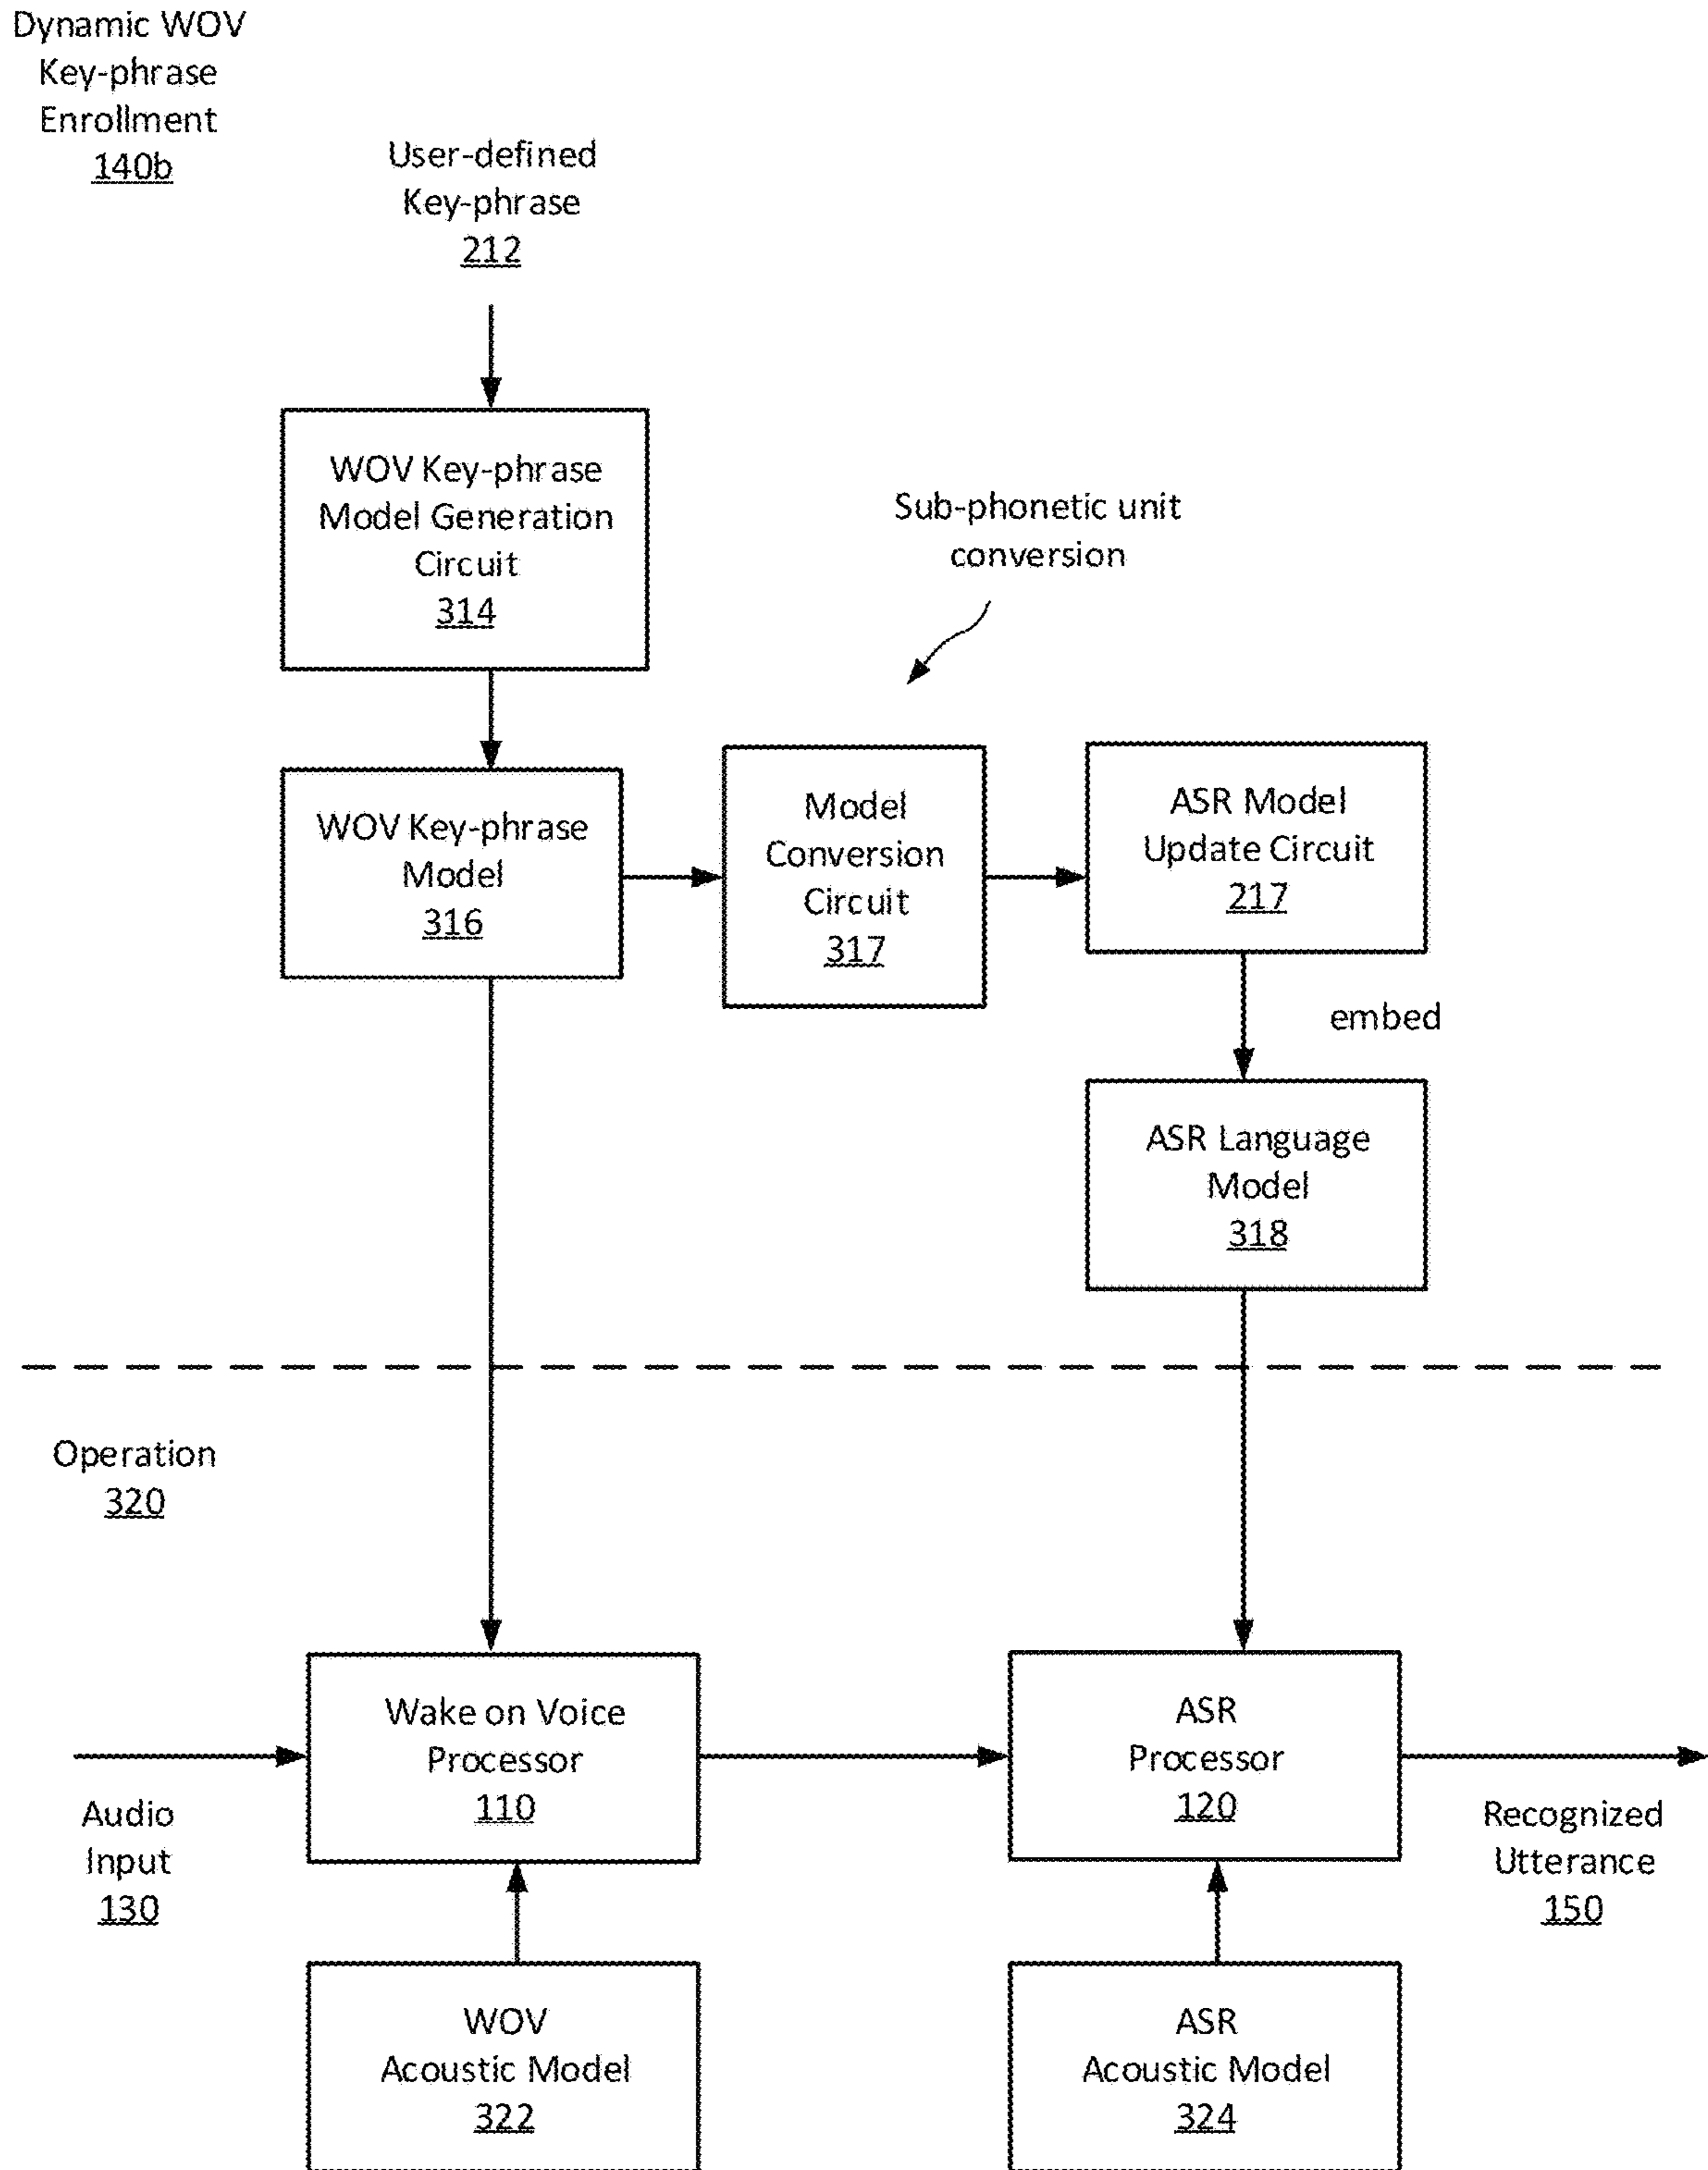 Dynamic WOV
Key-phrase
Enrollment
140b
User-defined
Key-phrase
212
WOV Key-phrase
Model Generation
Circuit
314
Sub-phonetic unit
conversion
WOV Key-phrase
Model
316
Model
Conversion
Circuit
317
ASR Model
Update Circuit
217
embed
ASR Language
Model
318
Operation
320
Wake on Voice
Processor
110
ASR
Processor
120
Audio
Input
130
Recognized
Utterance
150
WOV
Acoustic Model
322
ASR
Acoustic Model
324